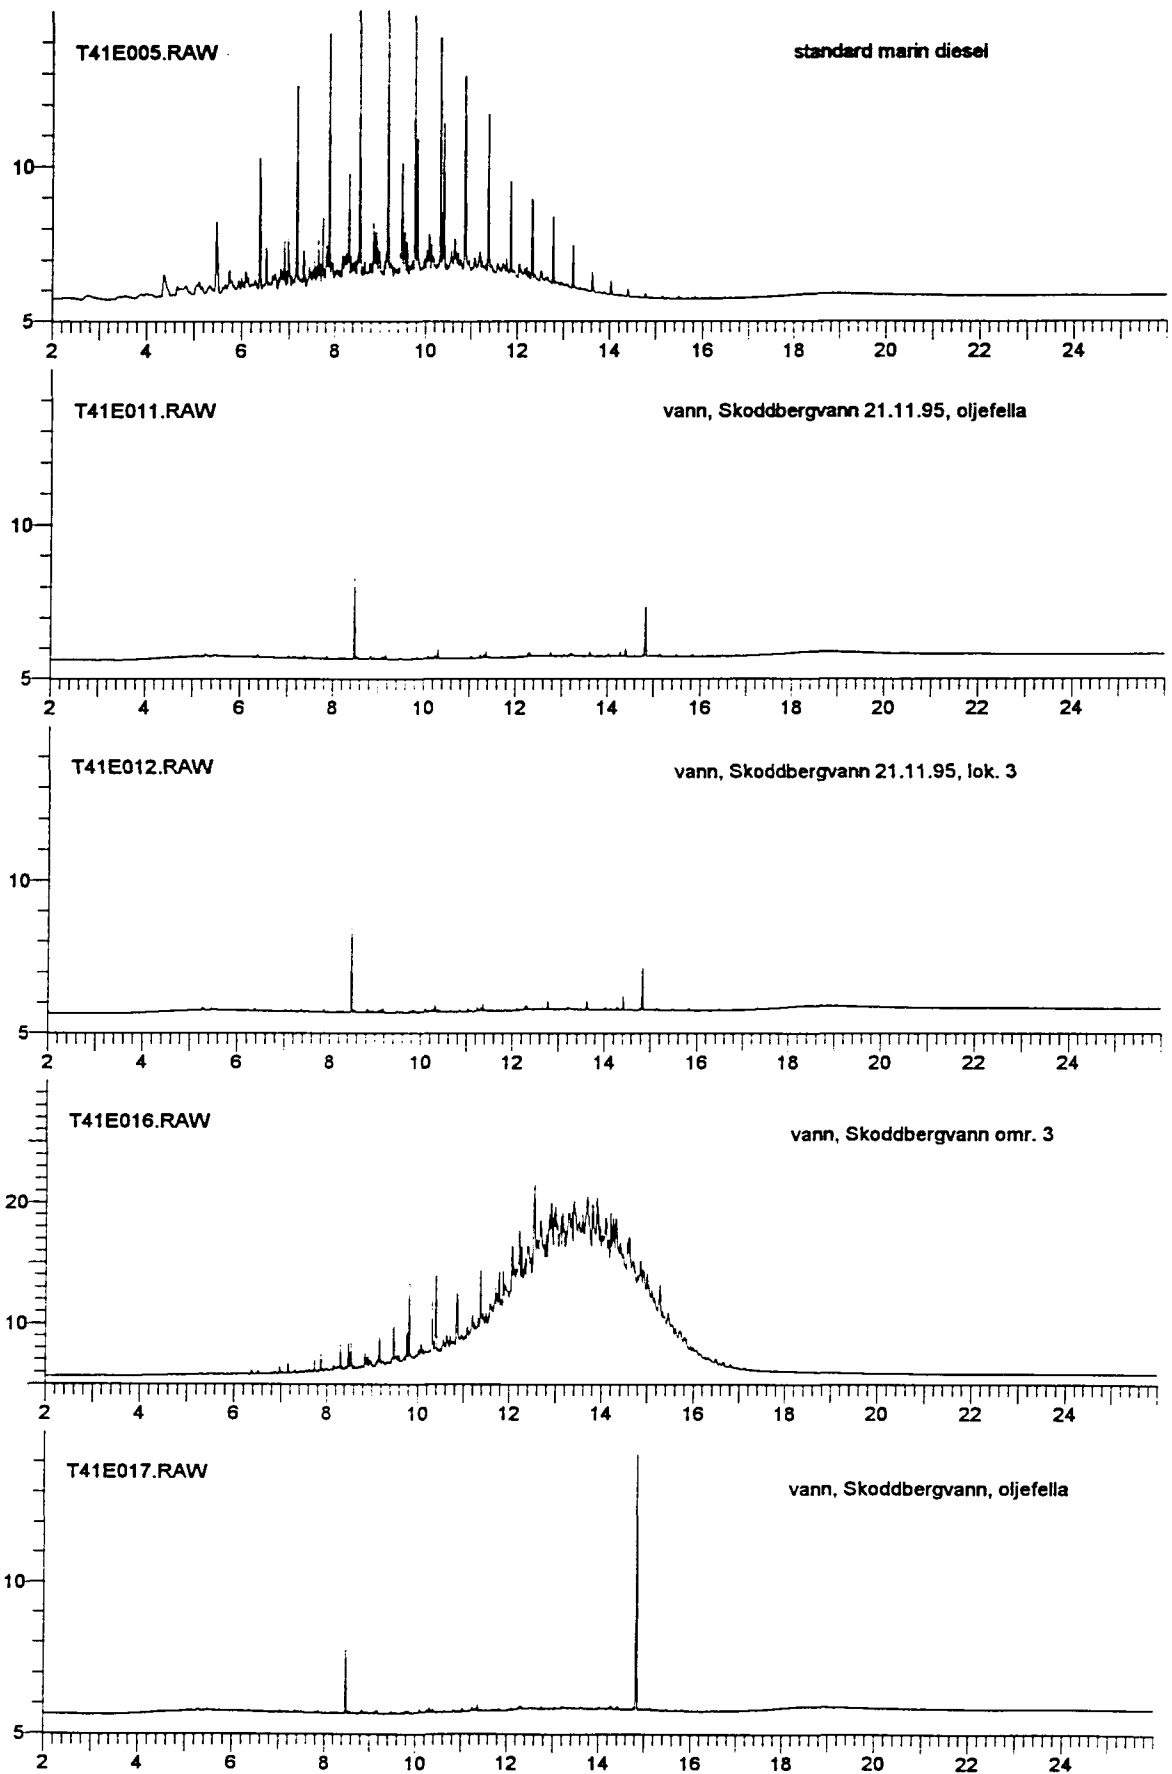 T41E005.RAW standard marin diesel
10
5
2 4 6 8 10 12 14 16 18 20 22 24
T41E011.RAW vann, Skoddbergvann 21.11.95, oljefella
10
5
2 4 6 8 10 12 14 16 18 20 22 24
T41E012.RAW vann, Skoddbergvann 21.11.95, lok. 3
10
5
2 4 6 8 10 12 14 16 18 20 22 24
T41E016.RAW vann, Skoddbergvann omr. 3
20
10
2 4 6 8 10 12 14 16 18 20 22 24
T41E017.RAW vann, Skoddbergvann, oljefella
10
5
2 4 6 8 10 12 14 16 18 20 22 24